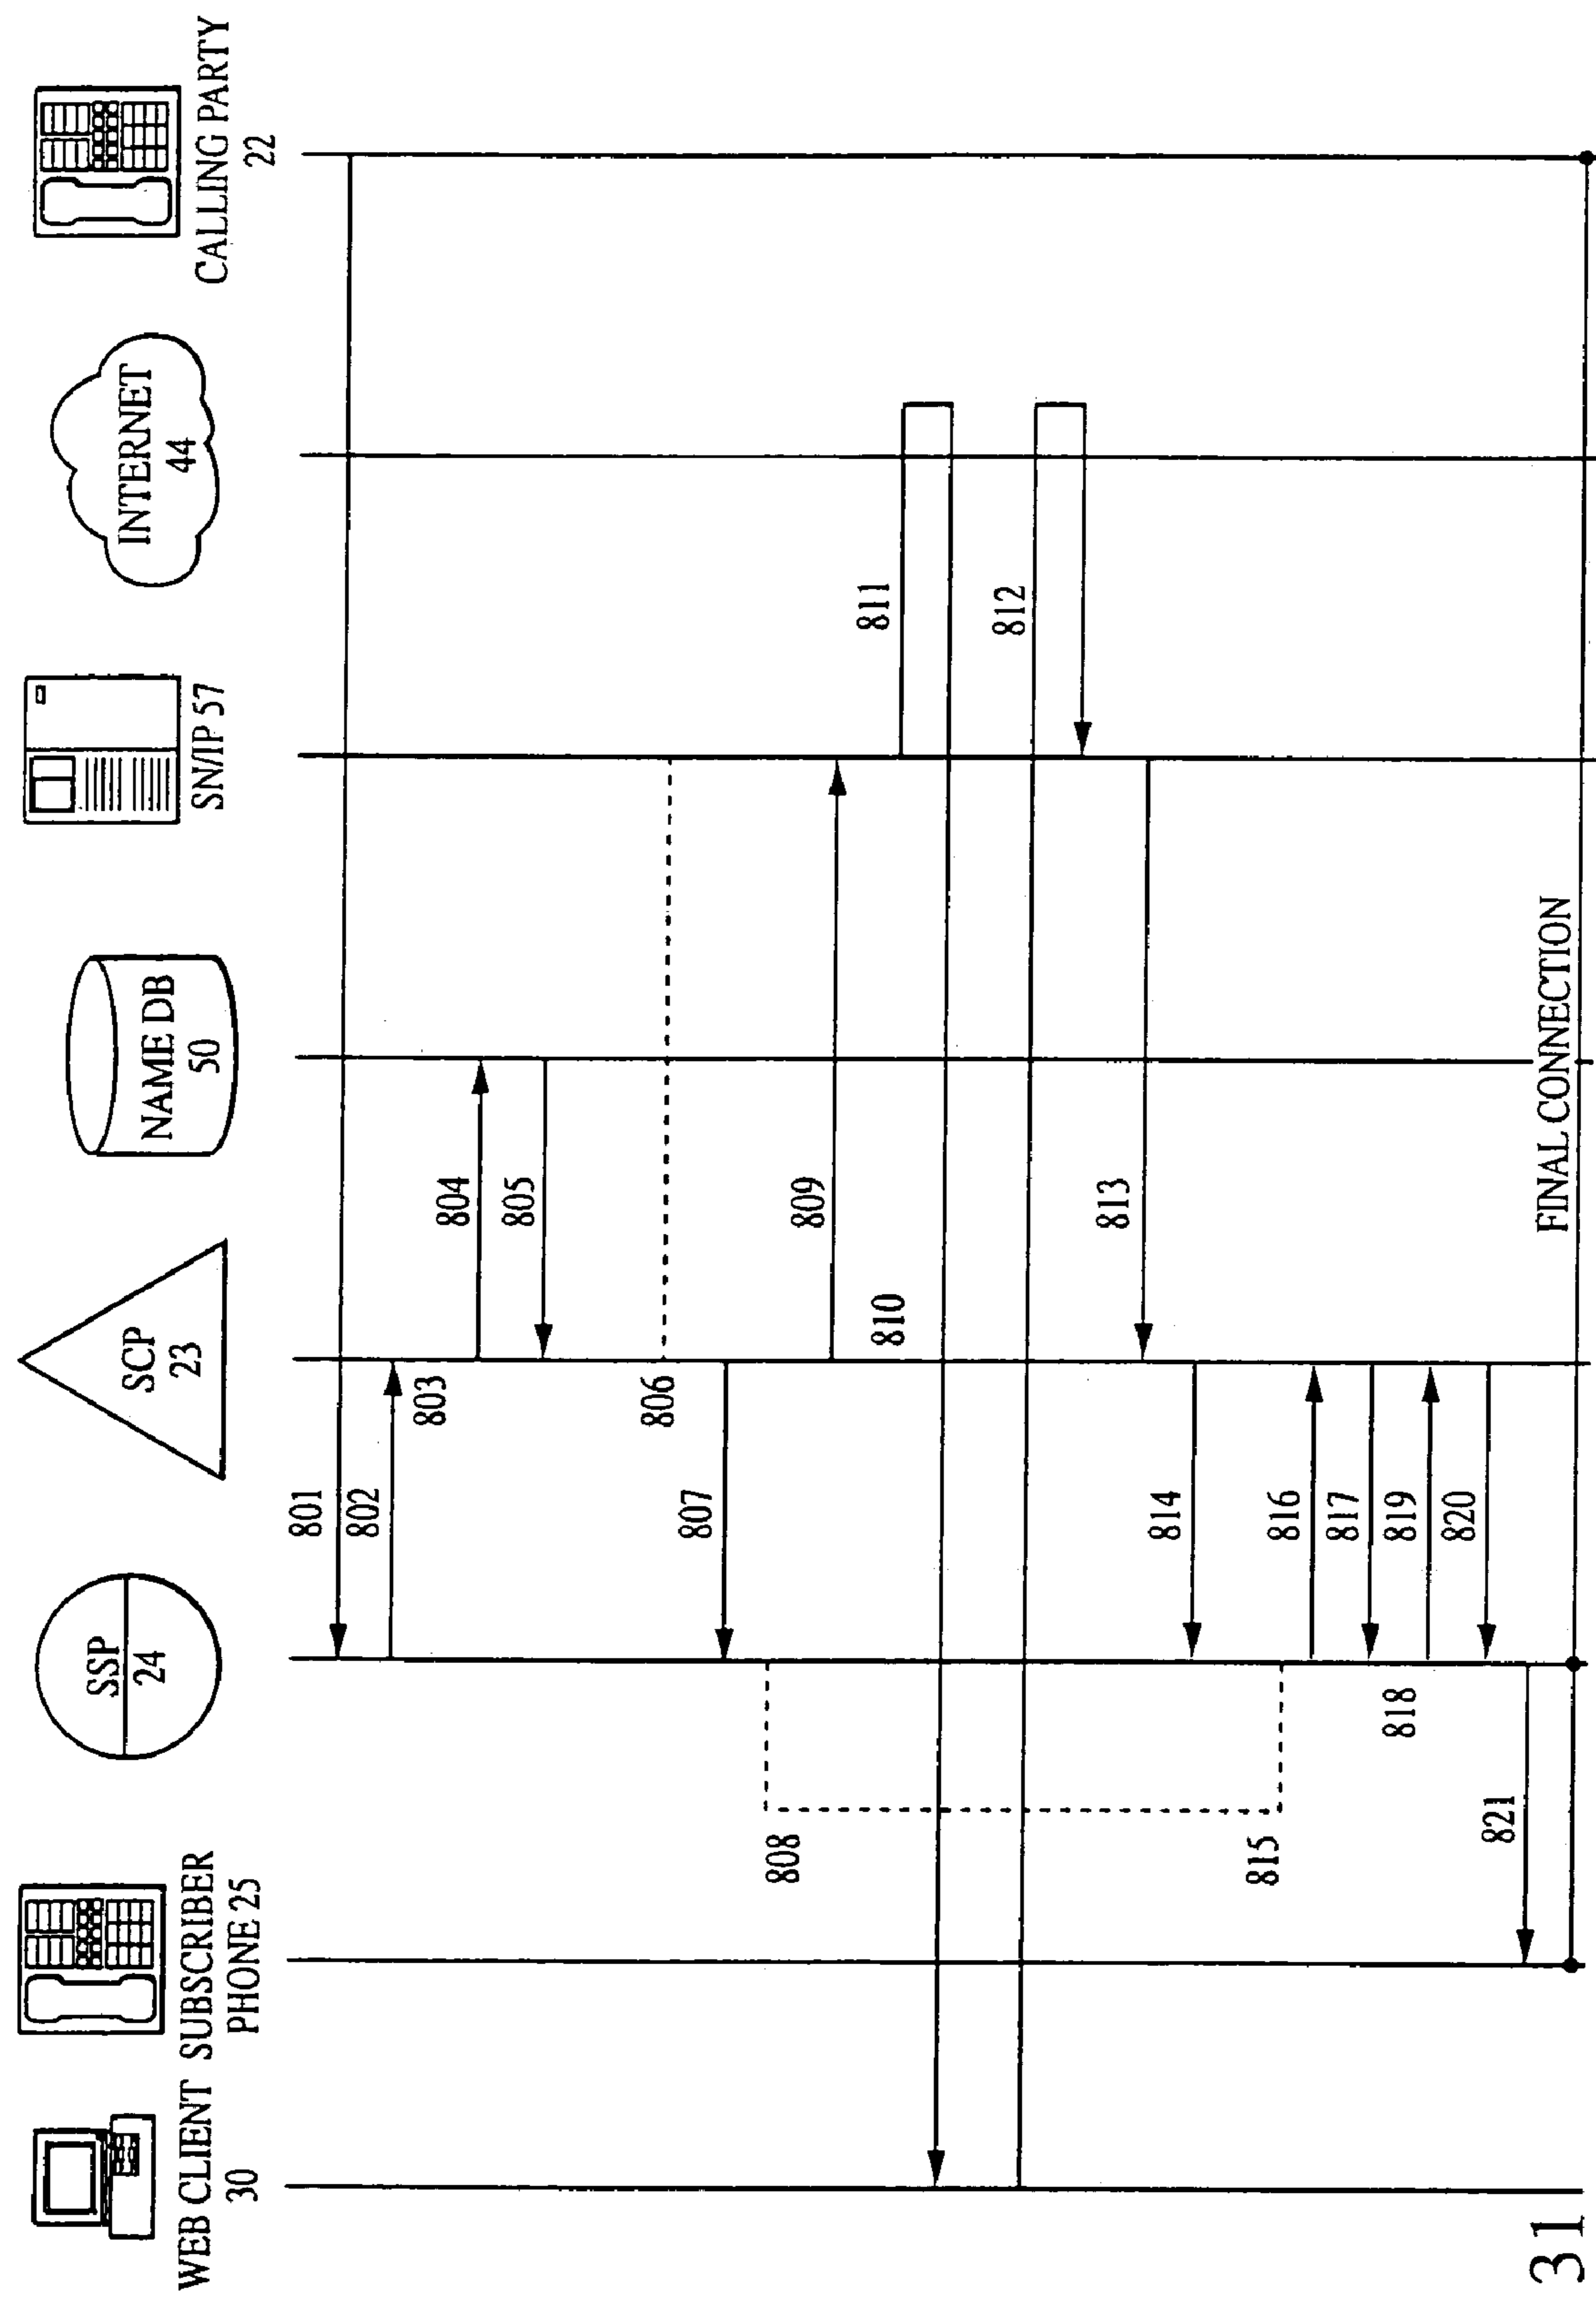 WEB CLIENT
30
SUBSCRIBER
PHONE 25
SSP
24
SCP
23
NAME DB
50
SN/IP 57
INTERNET
44
CALLING PARTY
22
801
802
803
804
805
806
807
808
809
810
811
812
813
814
815
816
817
818
819
820
821
FINAL CONNECTION
31